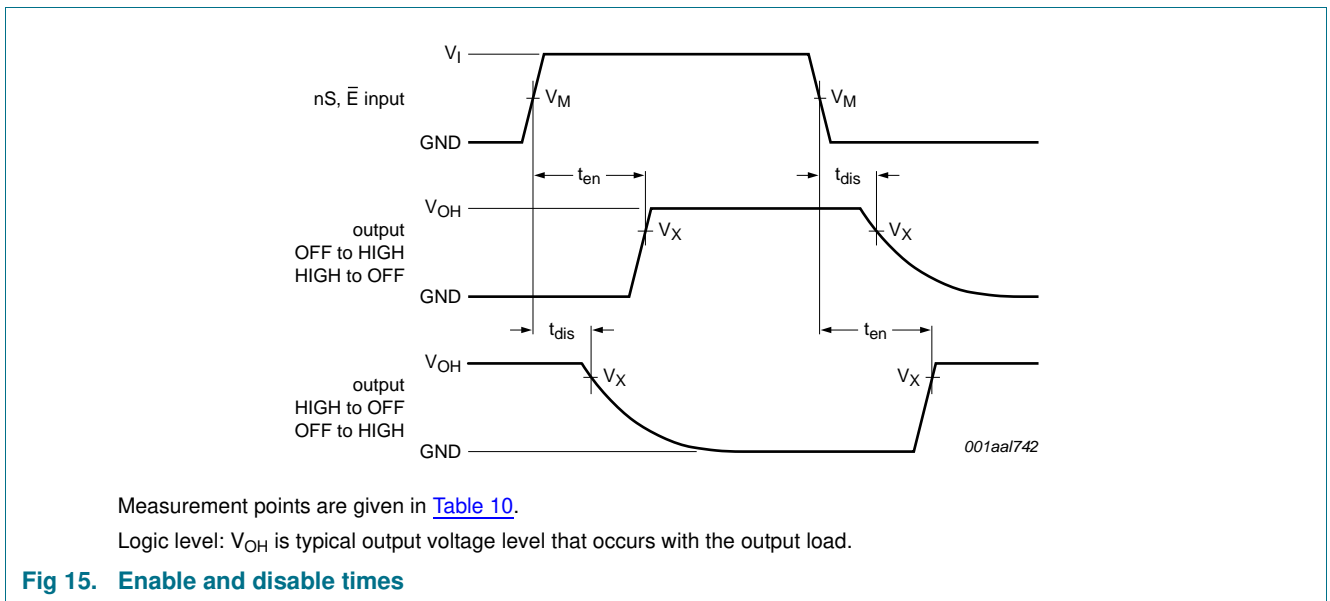 V_I
nS, E̅ input
V_M
V_M
GND
t_en
t_dis
V_OH
output
OFF to HIGH
HIGH to OFF
V_X
V_X
GND
t_dis
t_en
V_OH
output
HIGH to OFF
OFF to HIGH
V_X
V_X
GND
001aal742
Measurement points are given in Table 10.
Logic level: V_OH is typical output voltage level that occurs with the output load.
Fig 15. Enable and disable times